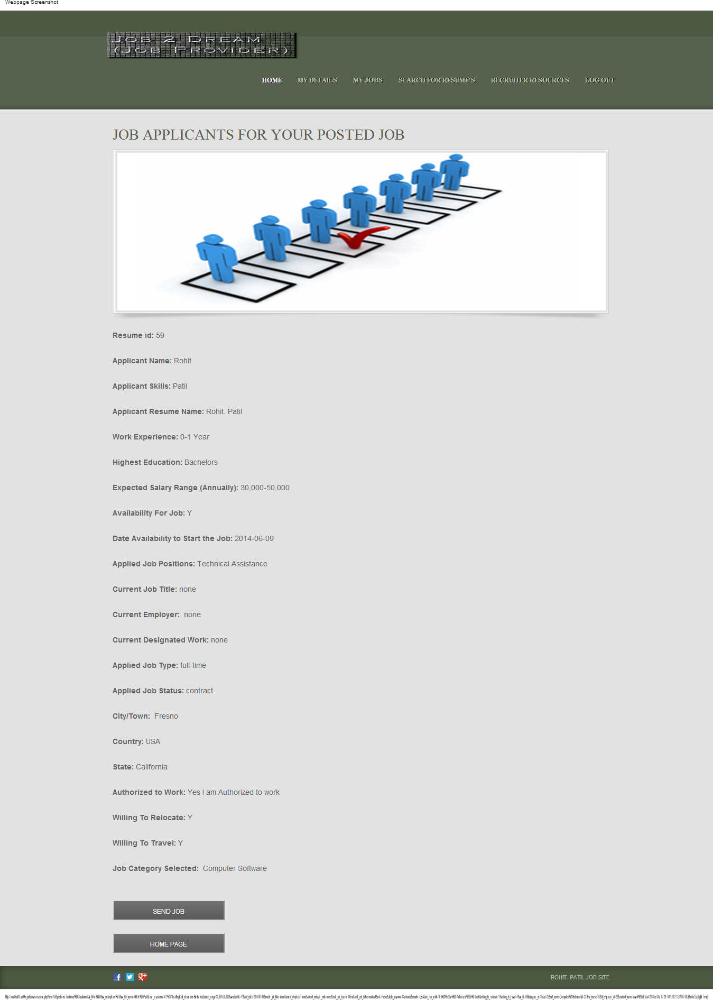 Webpage Screenshot
Job 2 Dream
(Job Provider)
HOME MY DETAILS MY JOBS SEARCH FOR RESUME'S RECRUITER RESOURCES LOG OUT
JOB APPLICANTS FOR YOUR POSTED JOB
Resume id: 59
Applicant Name: Rohit
Applicant Skills: Patil
Applicant Resume Name: Rohit. Patil
Work Experience: 0-1 Year
Highest Education: Bachelors
Expected Salary Range (Annually): 30,000-50,000
Availability For Job: Y
Date Availability to Start the Job: 2014-06-09
Applied Job Positions: Technical Assistance
Current Job Title: none
Current Employer: none
Current Designated Work: none
Applied Job Type: full-time
Applied Job Status: contract
City/Town: Fresno
Country: USA
State: California
Authorized to Work: Yes I am Authorized to work
Willing To Relocate: Y
Willing To Travel: Y
Job Category Selected: Computer Software
SEND JOB
HOME PAGE
ROHIT. PATIL JOB SITE